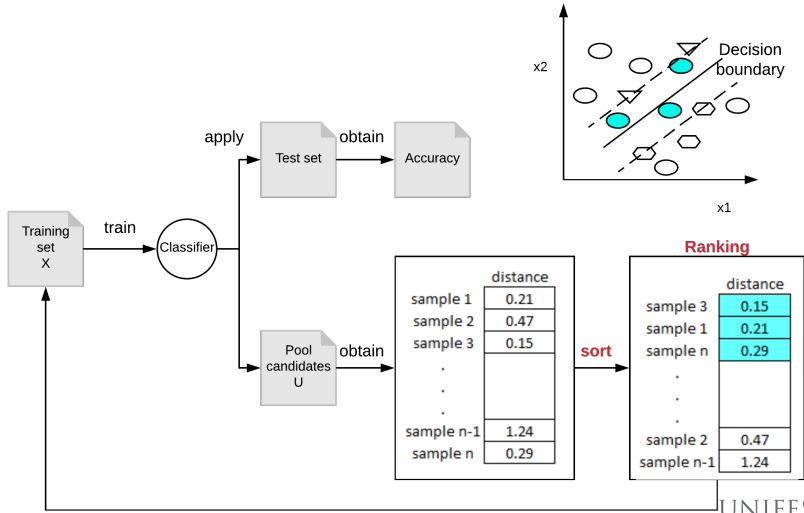 x2
Decision
boundary
x1
apply
Test set
obtain
Accuracy
Training
set
X
train
Classifier
Pool
candidates
U
obtain
distance
sample 1 0.21
sample 2 0.47
sample 3 0.15
.
.
.
sample n-1 1.24
sample n 0.29
sort
Ranking
distance
sample 3 0.15
sample 1 0.21
sample n 0.29
.
.
.
sample 2 0.47
sample n-1 1.24